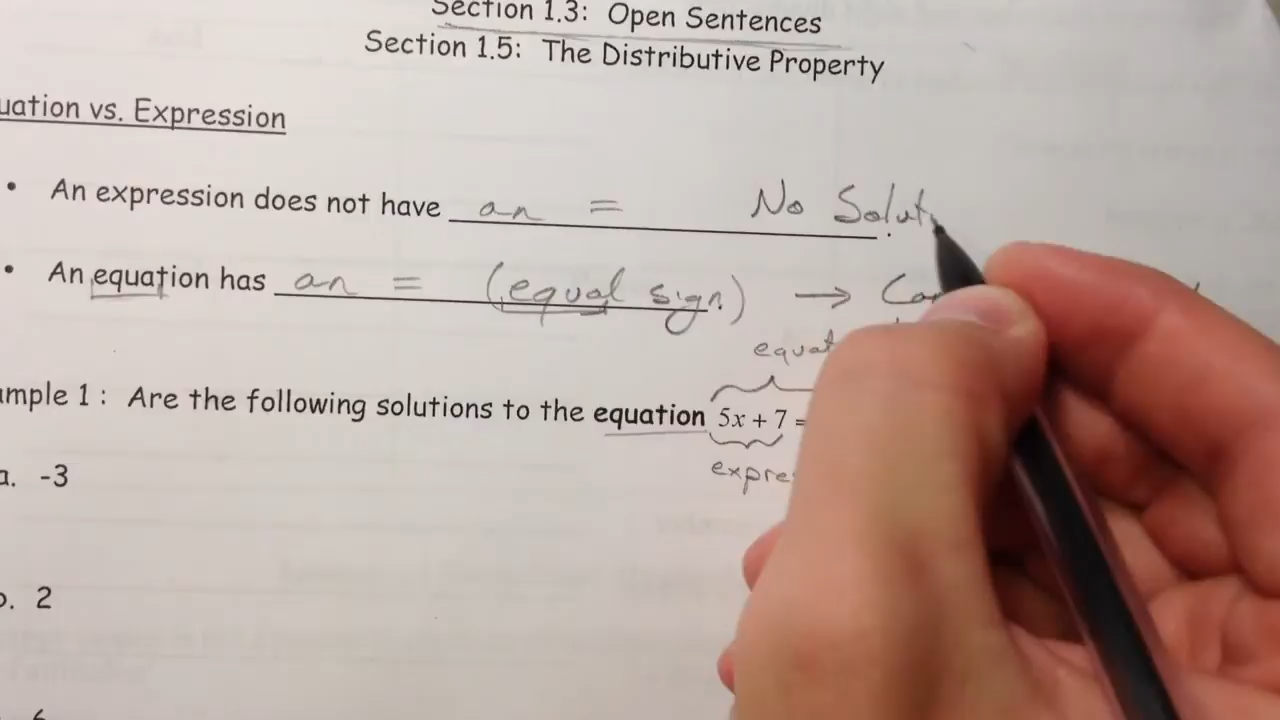 Section 1.3: Open Sentences
Section 1.5: The Distributive Property
uation vs. Expression
• An expression does not have an = No Solut
• An equation has an = (equal sign) →
equat
mple 1 : Are the following solutions to the equation 5x + 7 =
expre
a. -3
b. 2